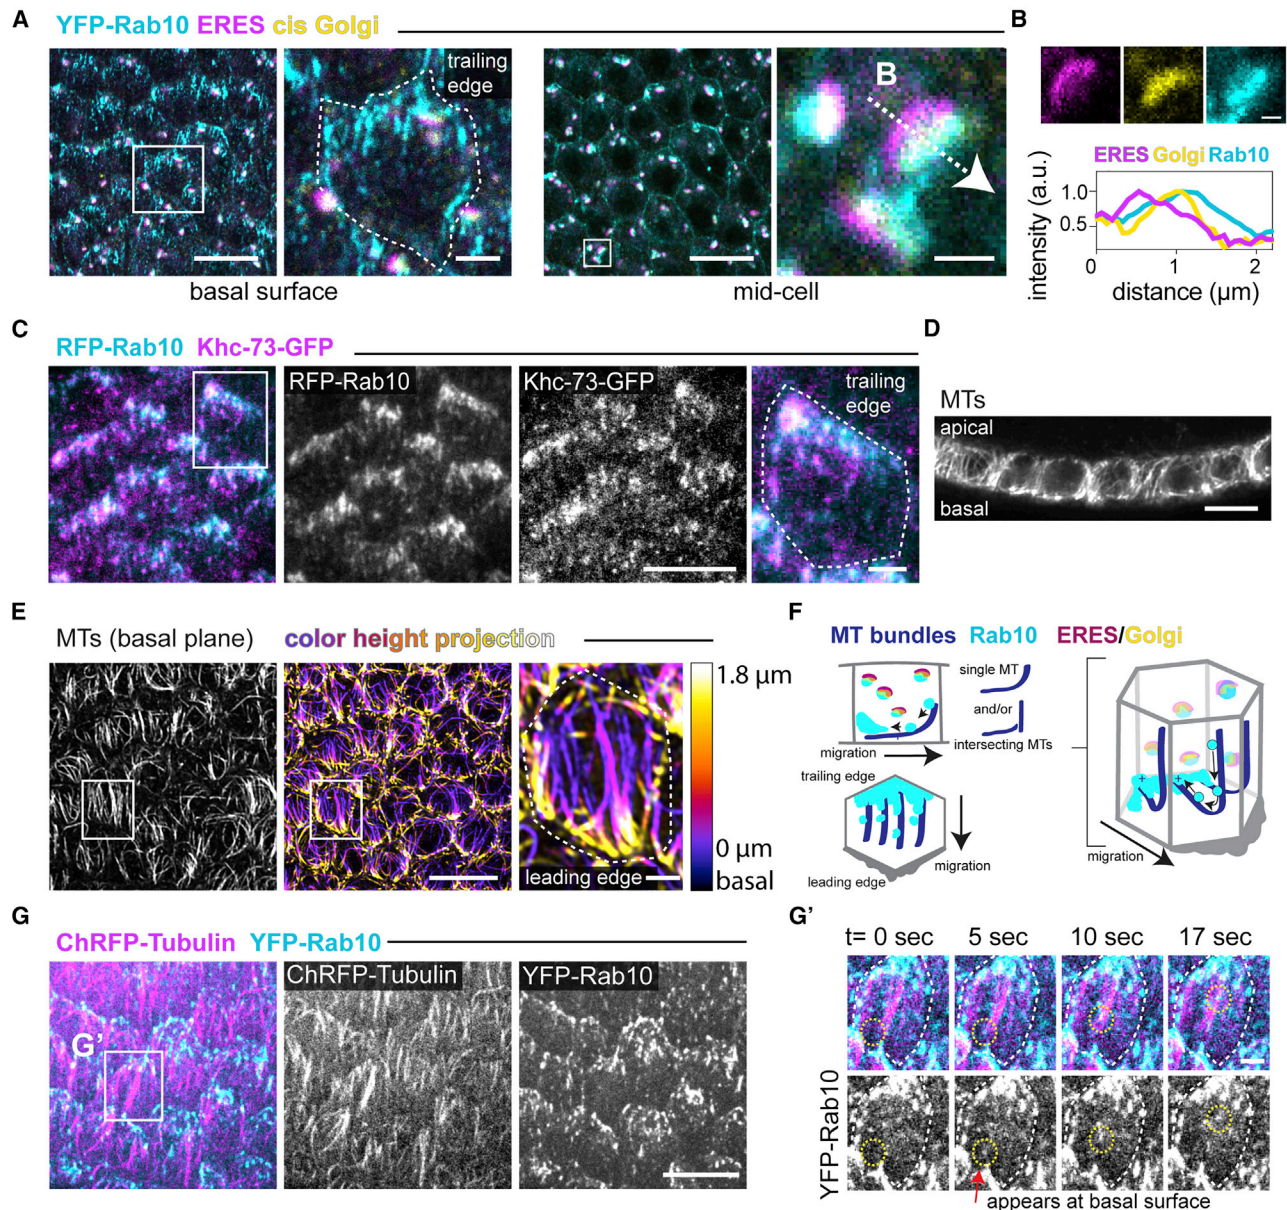 A
YFP-Rab10 ERES cis Golgi
trailing
edge
B
basal surface
mid-cell
B
ERES Golgi Rab10
intensity (a.u.)
1.0
0.5
0 1 2
distance (µm)
C
RFP-Rab10 Khc-73-GFP
RFP-Rab10
Khc-73-GFP
trailing
edge
D
MTs
apical
basal
E
MTs (basal plane)
color height projection
leading edge
1.8 µm
0 µm
basal
F
MT bundles Rab10 ERES/Golgi
single MT
and/or
intersecting MTs
+
migration
trailing edge
migration
leading edge
+ +
migration
G
ChRFP-Tubulin YFP-Rab10
G'
ChRFP-Tubulin
YFP-Rab10
G'
t= 0 sec 5 sec 10 sec 17 sec
YFP-Rab10
appears at basal surface